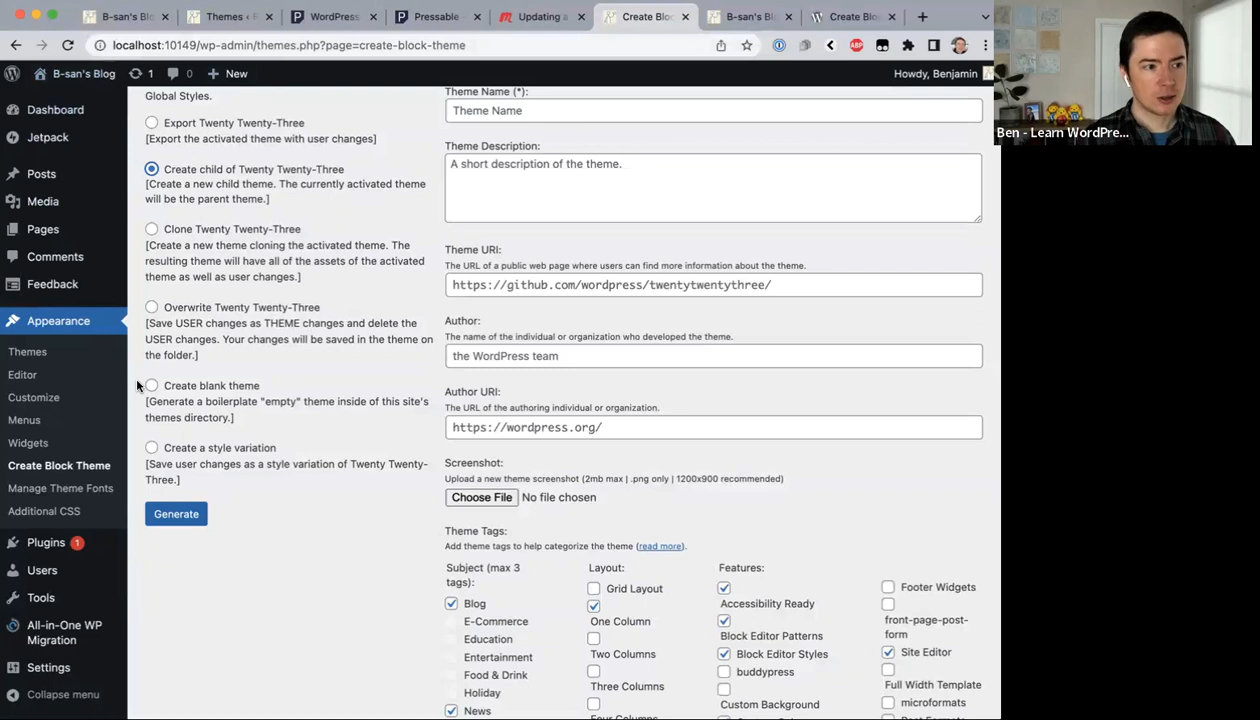 B-san's Blo
Themes ‹ B
WordPress
Pressable
Updating a
Create Bloc
B-san's Blo
Create Bloc
localhost:10149/wp-admin/themes.php?page=create-block-theme
ABP
B-san's Blog
1
0
New
Howdy, Benjamin
Dashboard
Jetpack
Posts
Media
Pages
Comments
Feedback
Appearance
Themes
Editor
Customize
Menus
Widgets
Create Block Theme
Manage Theme Fonts
Additional CSS
Plugins 1
Users
Tools
All-in-One WP
Migration
Settings
Collapse menu
Global Styles.
Export Twenty Twenty-Three
[Export the activated theme with user changes]
Create child of Twenty Twenty-Three
[Create a new child theme. The currently activated theme
will be the parent theme.]
Clone Twenty Twenty-Three
[Create a new theme cloning the activated theme. The
resulting theme will have all of the assets of the activated
theme as well as user changes.]
Overwrite Twenty Twenty-Three
[Save USER changes as THEME changes and delete the
USER changes. Your changes will be saved in the theme on
the folder.]
Create blank theme
[Generate a boilerplate "empty" theme inside of this site's
themes directory.]
Create a style variation
[Save user changes as a style variation of Twenty Twenty-
Three.]
Generate
Theme Name (*):
Theme Name
Theme Description:
A short description of the theme.
Theme URI:
The URL of a public web page where users can find more information about the theme.
https://github.com/wordpress/twentytwentythree/
Author:
The name of the individual or organization who developed the theme.
the WordPress team
Author URI:
The URL of the authoring individual or organization.
https://wordpress.org/
Screenshot:
Upload a new theme screenshot (2mb max | .png only | 1200x900 recommended)
Choose File No file chosen
Theme Tags:
Add theme tags to help categorize the theme (read more).
Subject (max 3
tags):
Blog
E-Commerce
Education
Entertainment
Food & Drink
Holiday
News
Layout:
Grid Layout
One Column
Two Columns
Three Columns
Four Columns
Features:
Accessibility Ready
Block Editor Patterns
Block Editor Styles
buddypress
Custom Background
Footer Widgets
front-page-post-
form
Site Editor
Full Width Template
microformats
Post Formats
Ben - Learn WordPre...